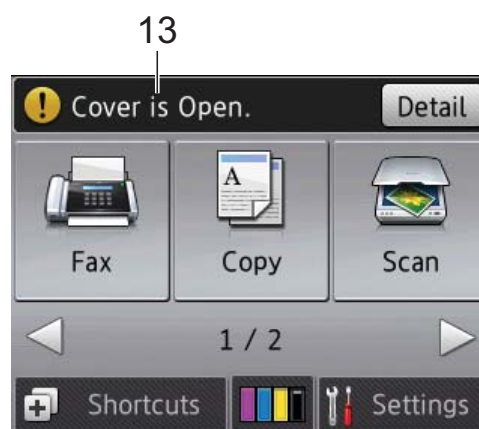 13
Cover is Open. Detail
A
Fax Copy Scan
1 / 2
Shortcuts Settings